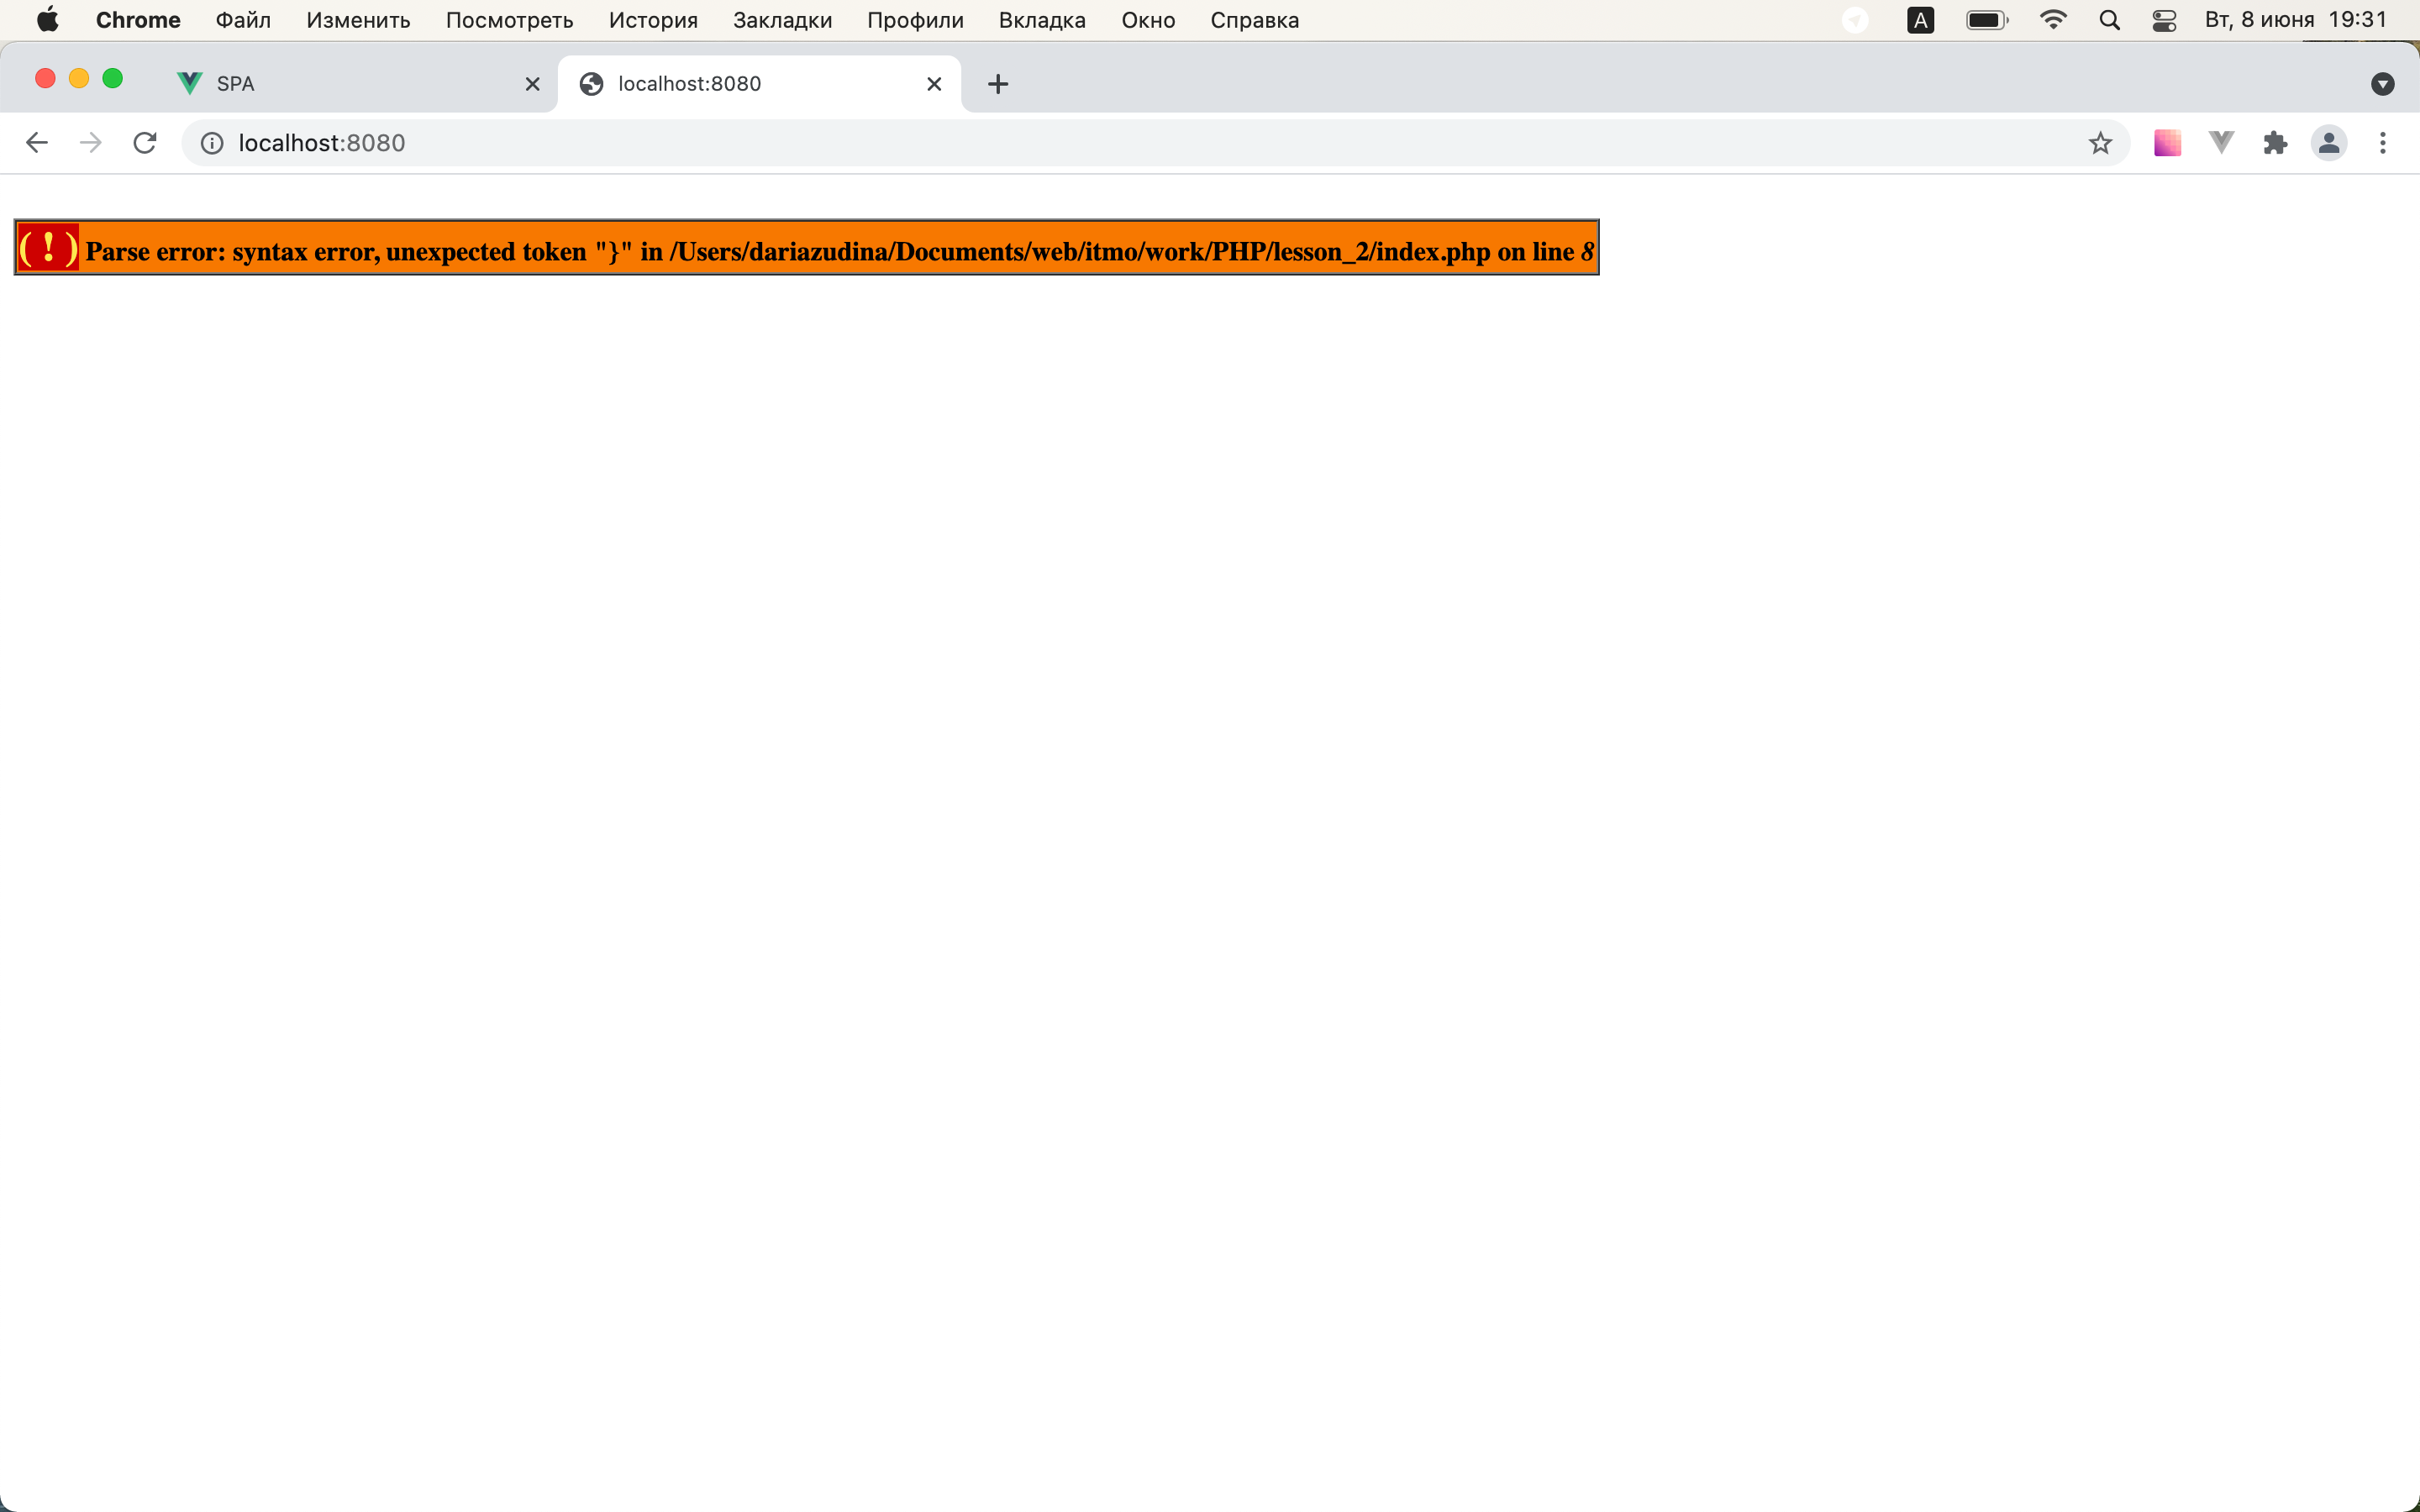 Chrome Файл Изменить Посмотреть История Закладки Профили Вкладка Окно Справка A Вт, 8 июня 19:31
SPA localhost:8080
localhost:8080
( ! ) Parse error: syntax error, unexpected token "}" in /Users/dariazudina/Documents/web/itmo/work/PHP/lesson_2/index.php on line 8